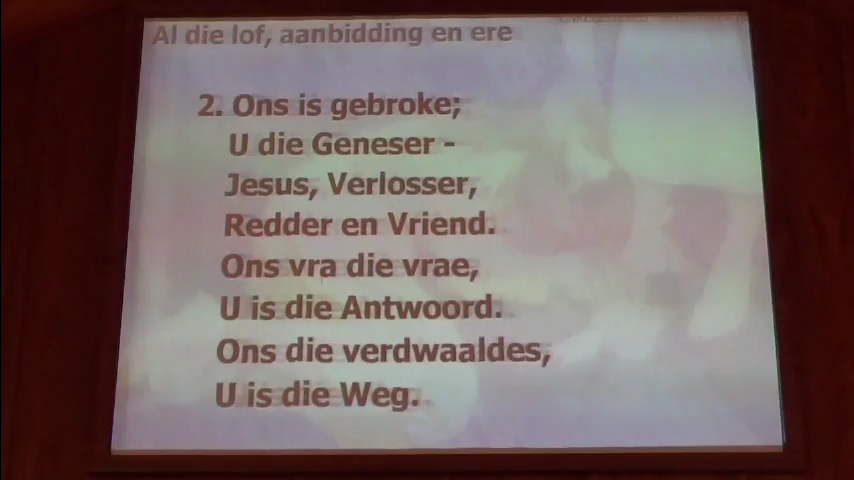 Al die lof, aanbidding en ere
2. Ons is gebroke;
U die Geneser -
Jesus, Verlosser,
Redder en Vriend.
Ons vra die vrae,
U is die Antwoord.
Ons die verdwaaldes,
U is die Weg.